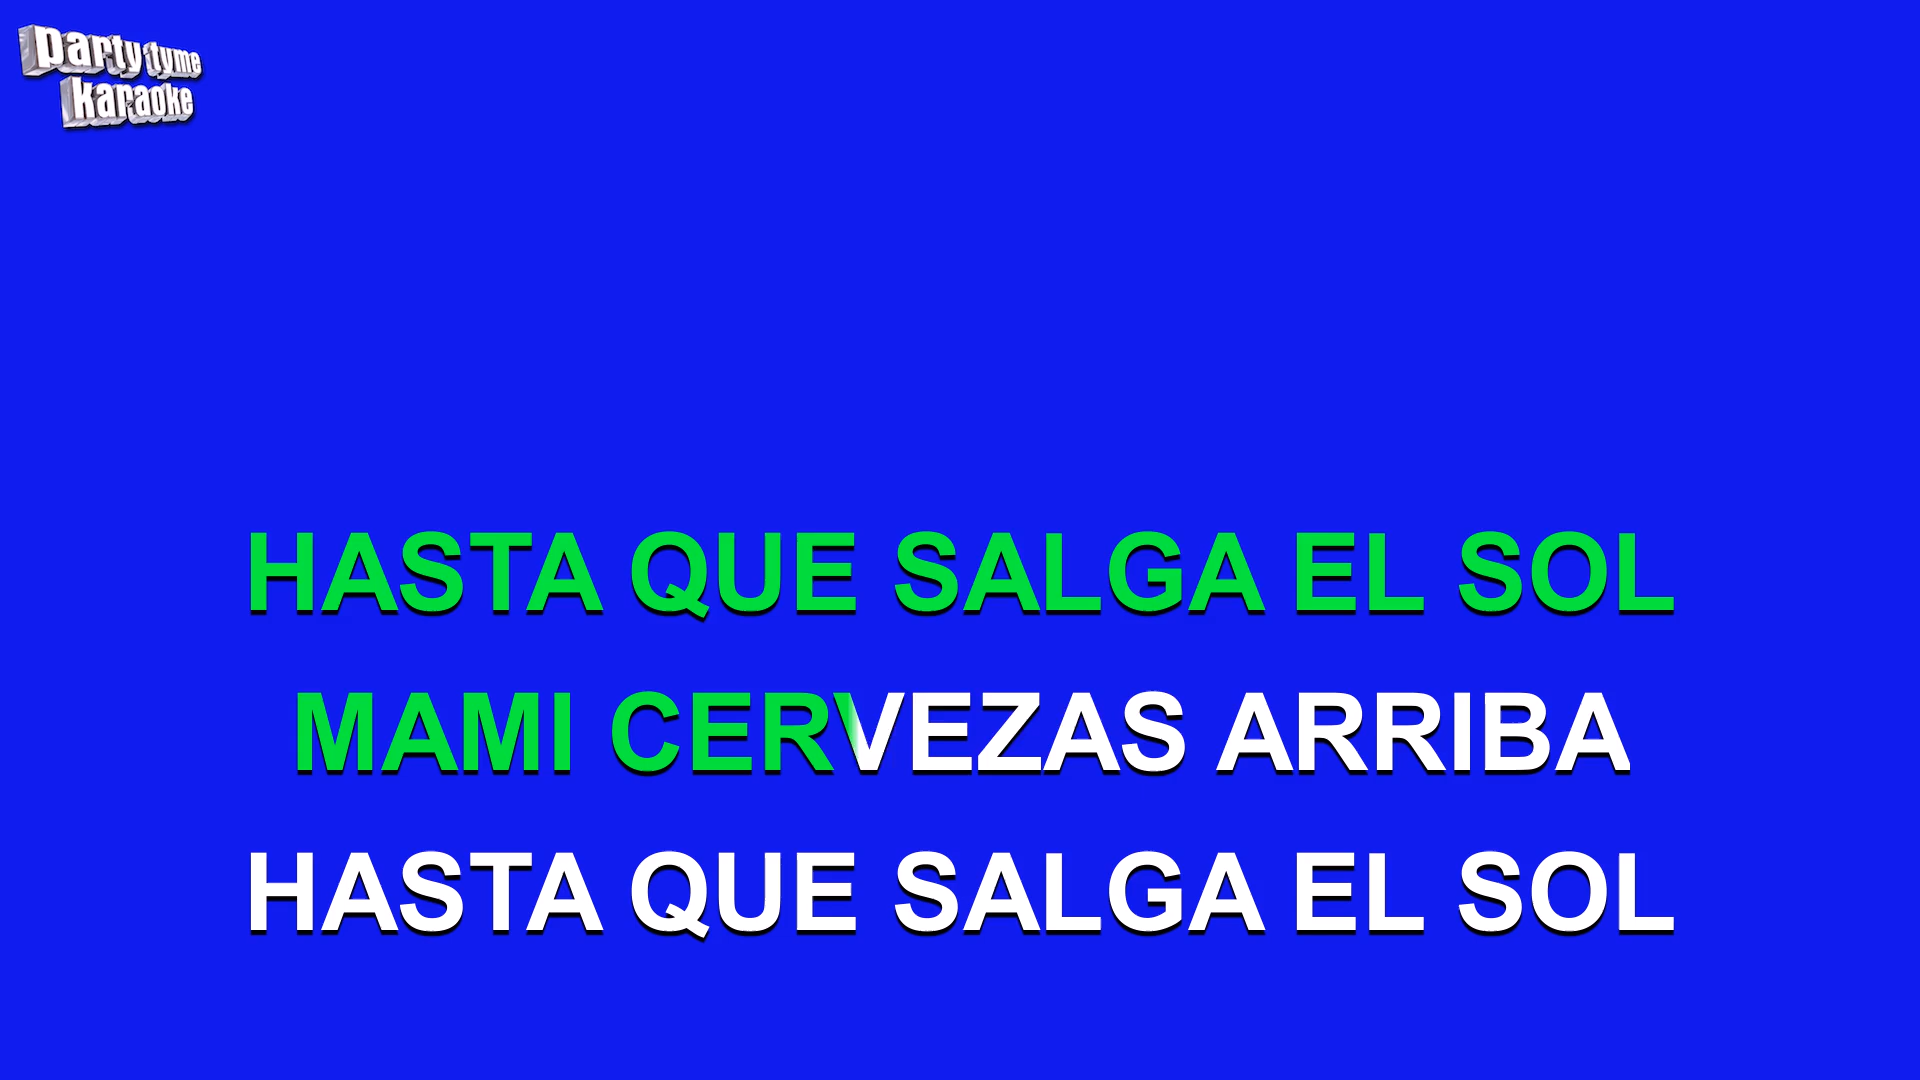 party tyme
karaoke
HASTA QUE SALGA EL SOL
MAMI CERVEZAS ARRIBA
HASTA QUE SALGA EL SOL